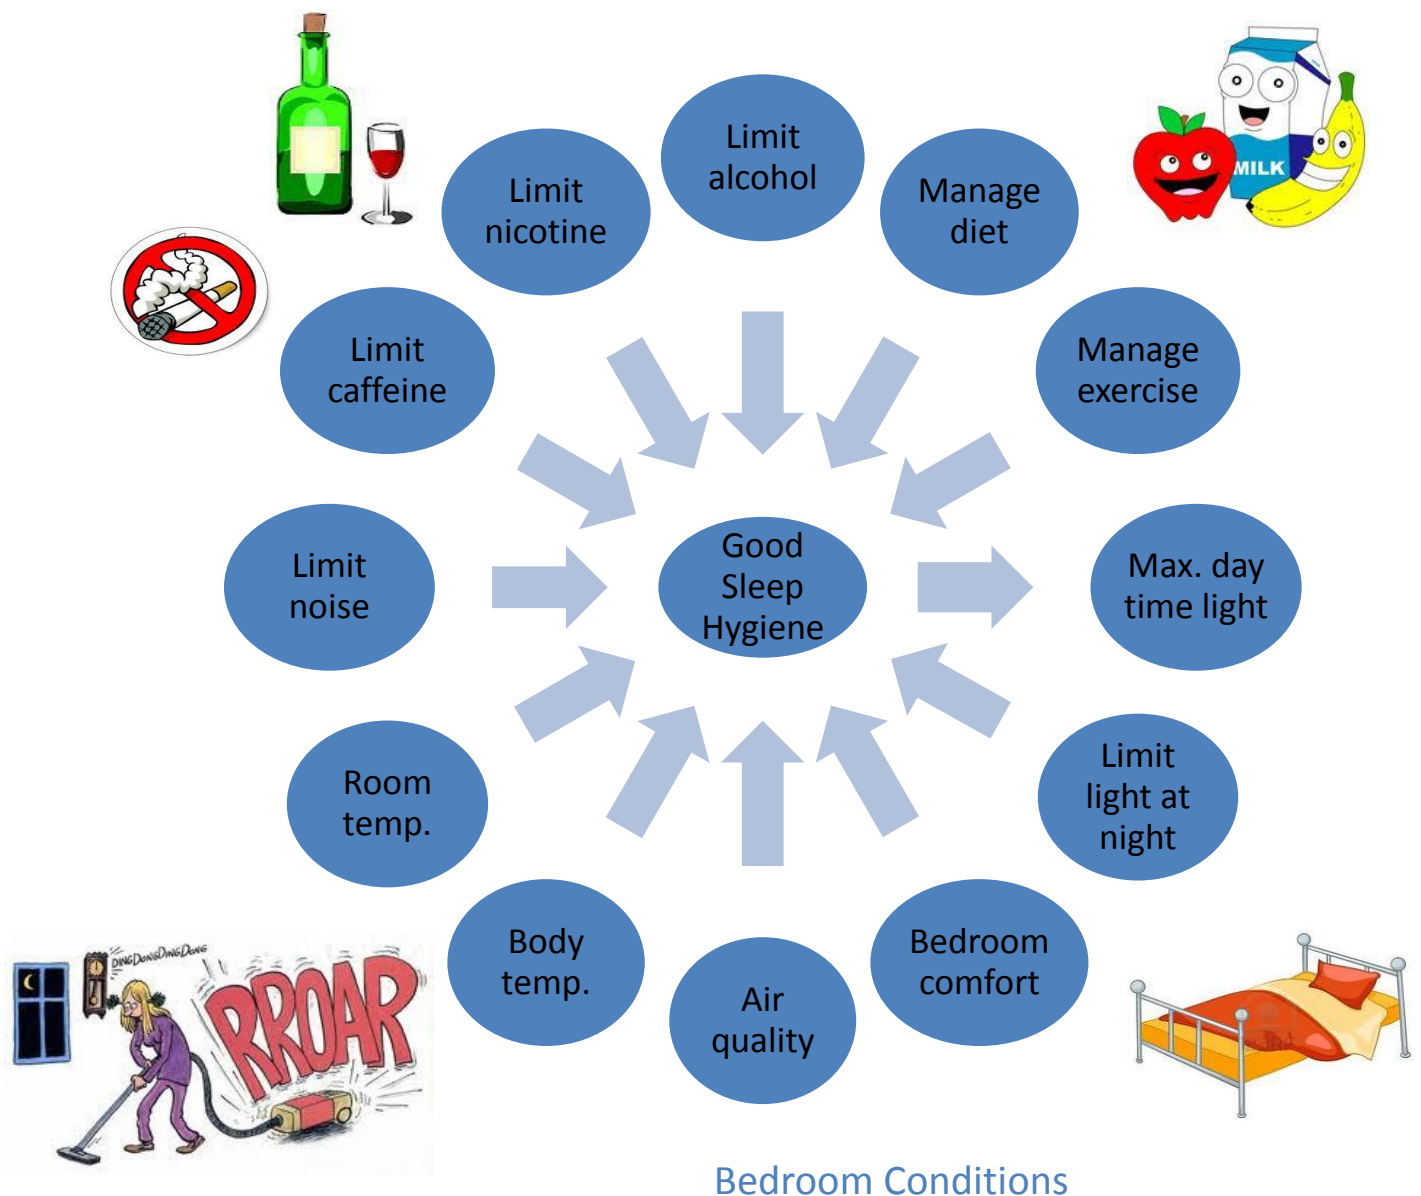 Limit
alcohol
Manage
diet
Manage
exercise
Max. day
time light
Limit
light at
night
Bedroom
comfort
Air
quality
Body
temp.
Room
temp.
Limit
noise
Limit
caffeine
Limit
nicotine
Good
Sleep
Hygiene
MILK
DINGDONGDINGDONG
RROAR
Bedroom Conditions